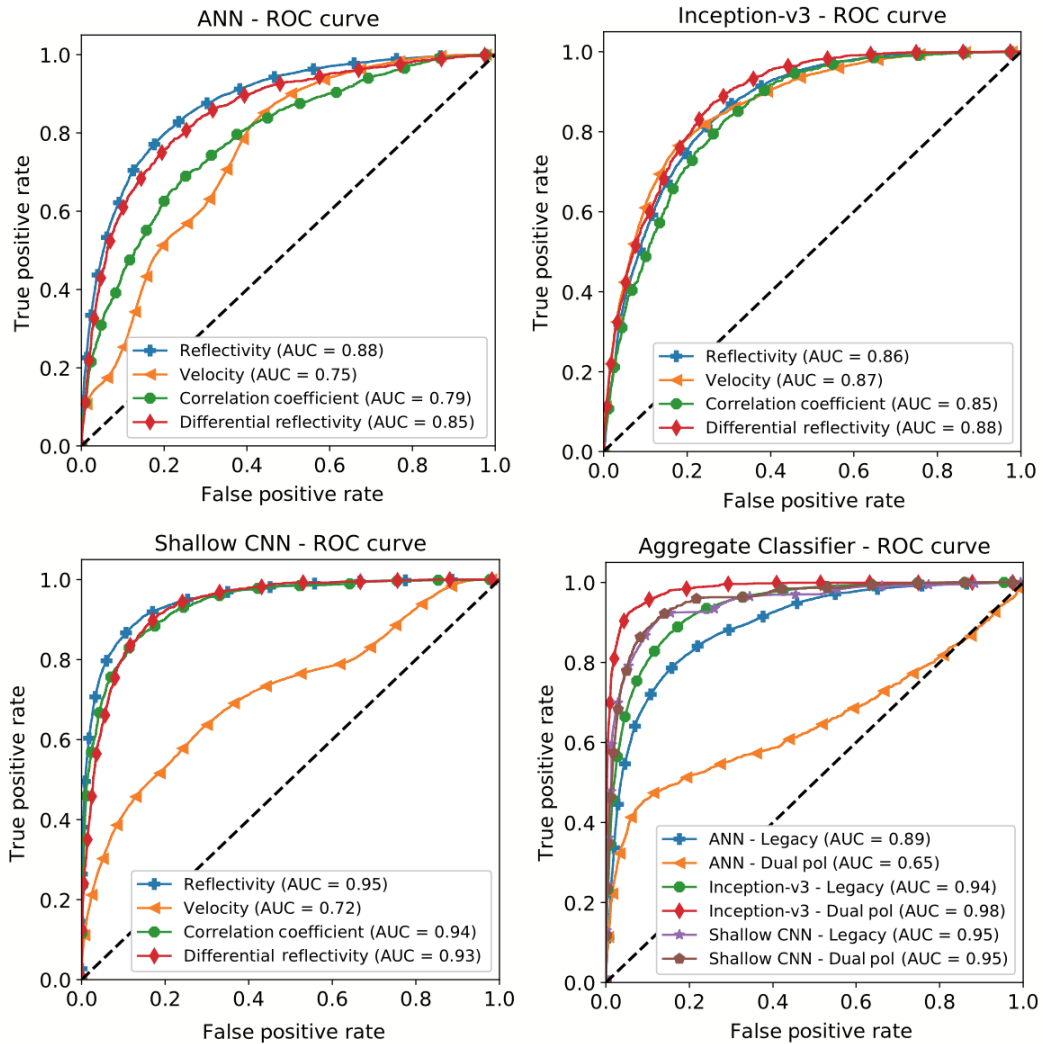 ANN - ROC curve
1.0
0.8
0.6
0.4
0.2
0.0
True positive rate
Reflectivity (AUC = 0.88)
Velocity (AUC = 0.75)
Correlation coefficient (AUC = 0.79)
Differential reflectivity (AUC = 0.85)
0.0 0.2 0.4 0.6 0.8 1.0
False positive rate
Inception-v3 - ROC curve
1.0
0.8
0.6
0.4
0.2
0.0
True positive rate
Reflectivity (AUC = 0.86)
Velocity (AUC = 0.87)
Correlation coefficient (AUC = 0.85)
Differential reflectivity (AUC = 0.88)
0.0 0.2 0.4 0.6 0.8 1.0
False positive rate
Shallow CNN - ROC curve
1.0
0.8
0.6
0.4
0.2
0.0
True positive rate
Reflectivity (AUC = 0.95)
Velocity (AUC = 0.72)
Correlation coefficient (AUC = 0.94)
Differential reflectivity (AUC = 0.93)
0.0 0.2 0.4 0.6 0.8 1.0
False positive rate
Aggregate Classifier - ROC curve
1.0
0.8
0.6
0.4
0.2
0.0
True positive rate
ANN - Legacy (AUC = 0.89)
ANN - Dual pol (AUC = 0.65)
Inception-v3 - Legacy (AUC = 0.94)
Inception-v3 - Dual pol (AUC = 0.98)
Shallow CNN - Legacy (AUC = 0.95)
Shallow CNN - Dual pol (AUC = 0.95)
0.0 0.2 0.4 0.6 0.8 1.0
False positive rate